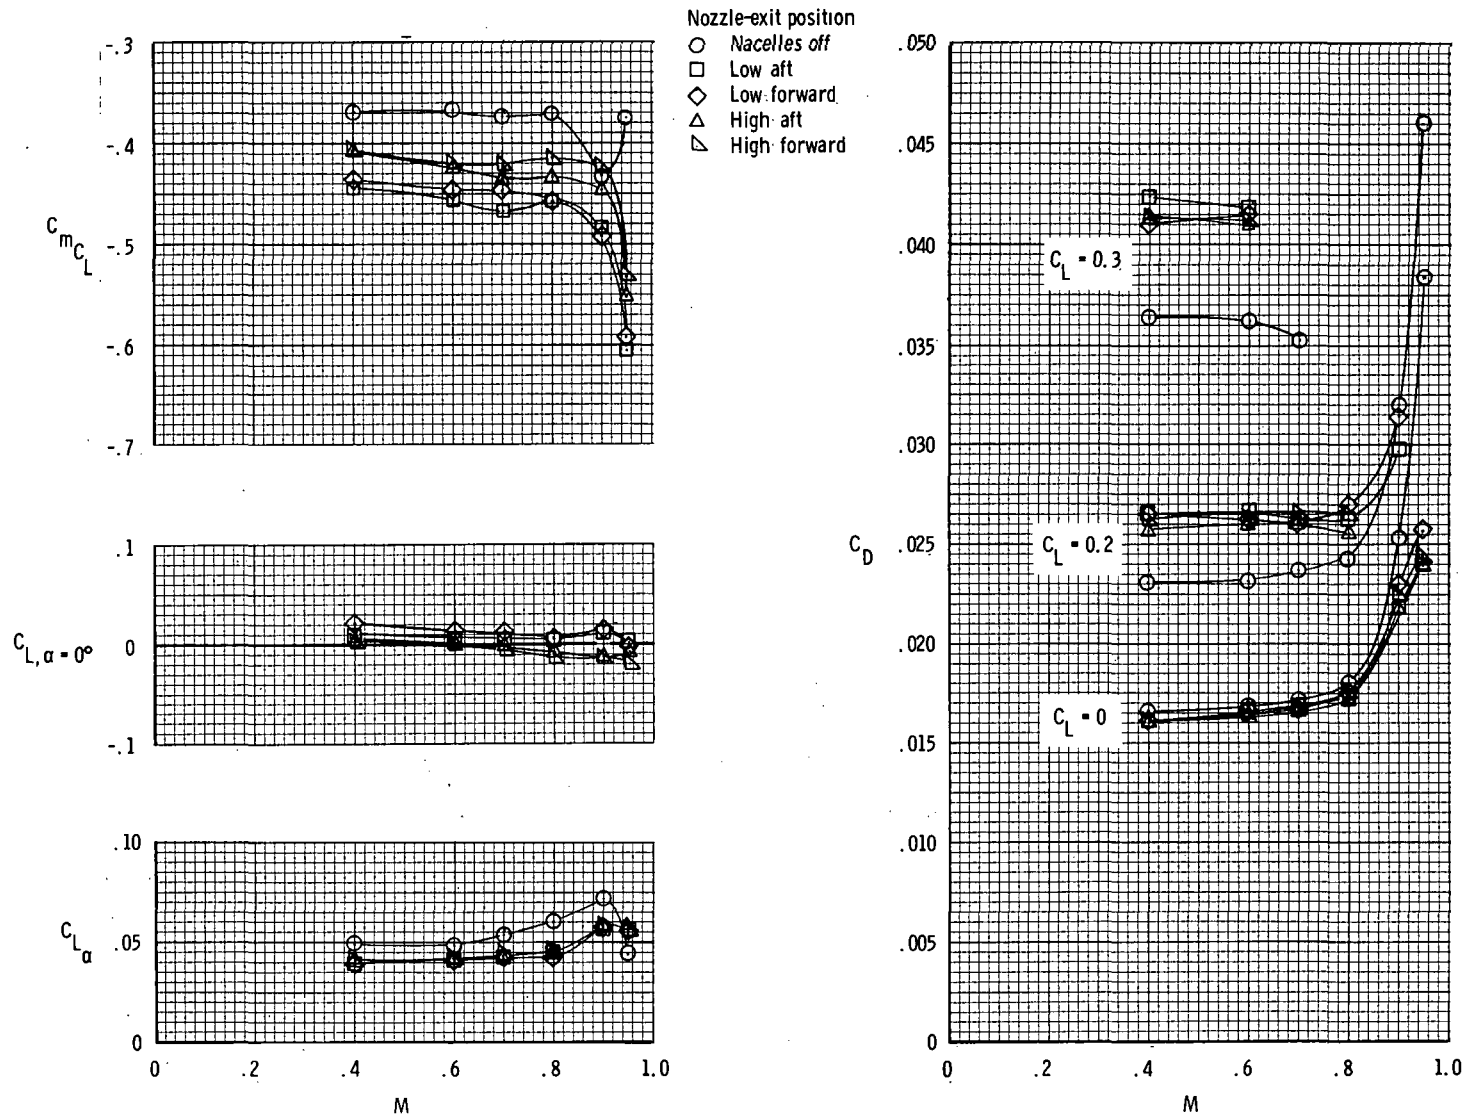 Nozzle-exit position
Nacelles off
Low aft
Low forward
High aft
High forward
-.3
-.4
-.5
-.6
-.7
C_m_C_L
.1
0
-.1
C_L, α = 0°
.10
.05
0
C_L_α
0 .2 .4 .6 .8 1.0
M
.050
.045
.040
.035
.030
.025
.020
.015
.010
.005
0
C_D
C_L = 0.3
C_L = 0.2
C_L = 0
0 .2 .4 .6 .8 1.0
M